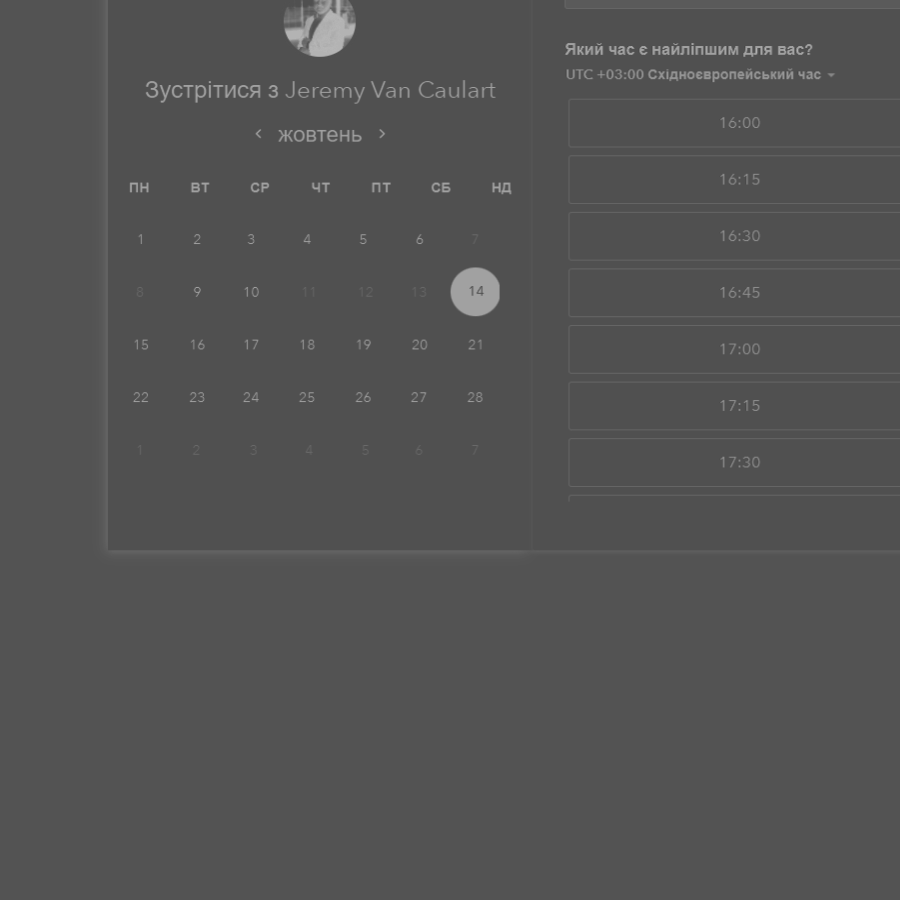 Зустрітися з Jeremy Van Caulart
‹ жовтень ›
ПН ВТ СР ЧТ ПТ СБ НД
1 2 3 4 5 6 7
8 9 10 11 12 13 14
15 16 17 18 19 20 21
22 23 24 25 26 27 28
1 2 3 4 5 6 7
Який час є найліпшим для вас?
UTC +03:00 Східноєвропейський час
16:00
16:15
16:30
16:45
17:00
17:15
17:30